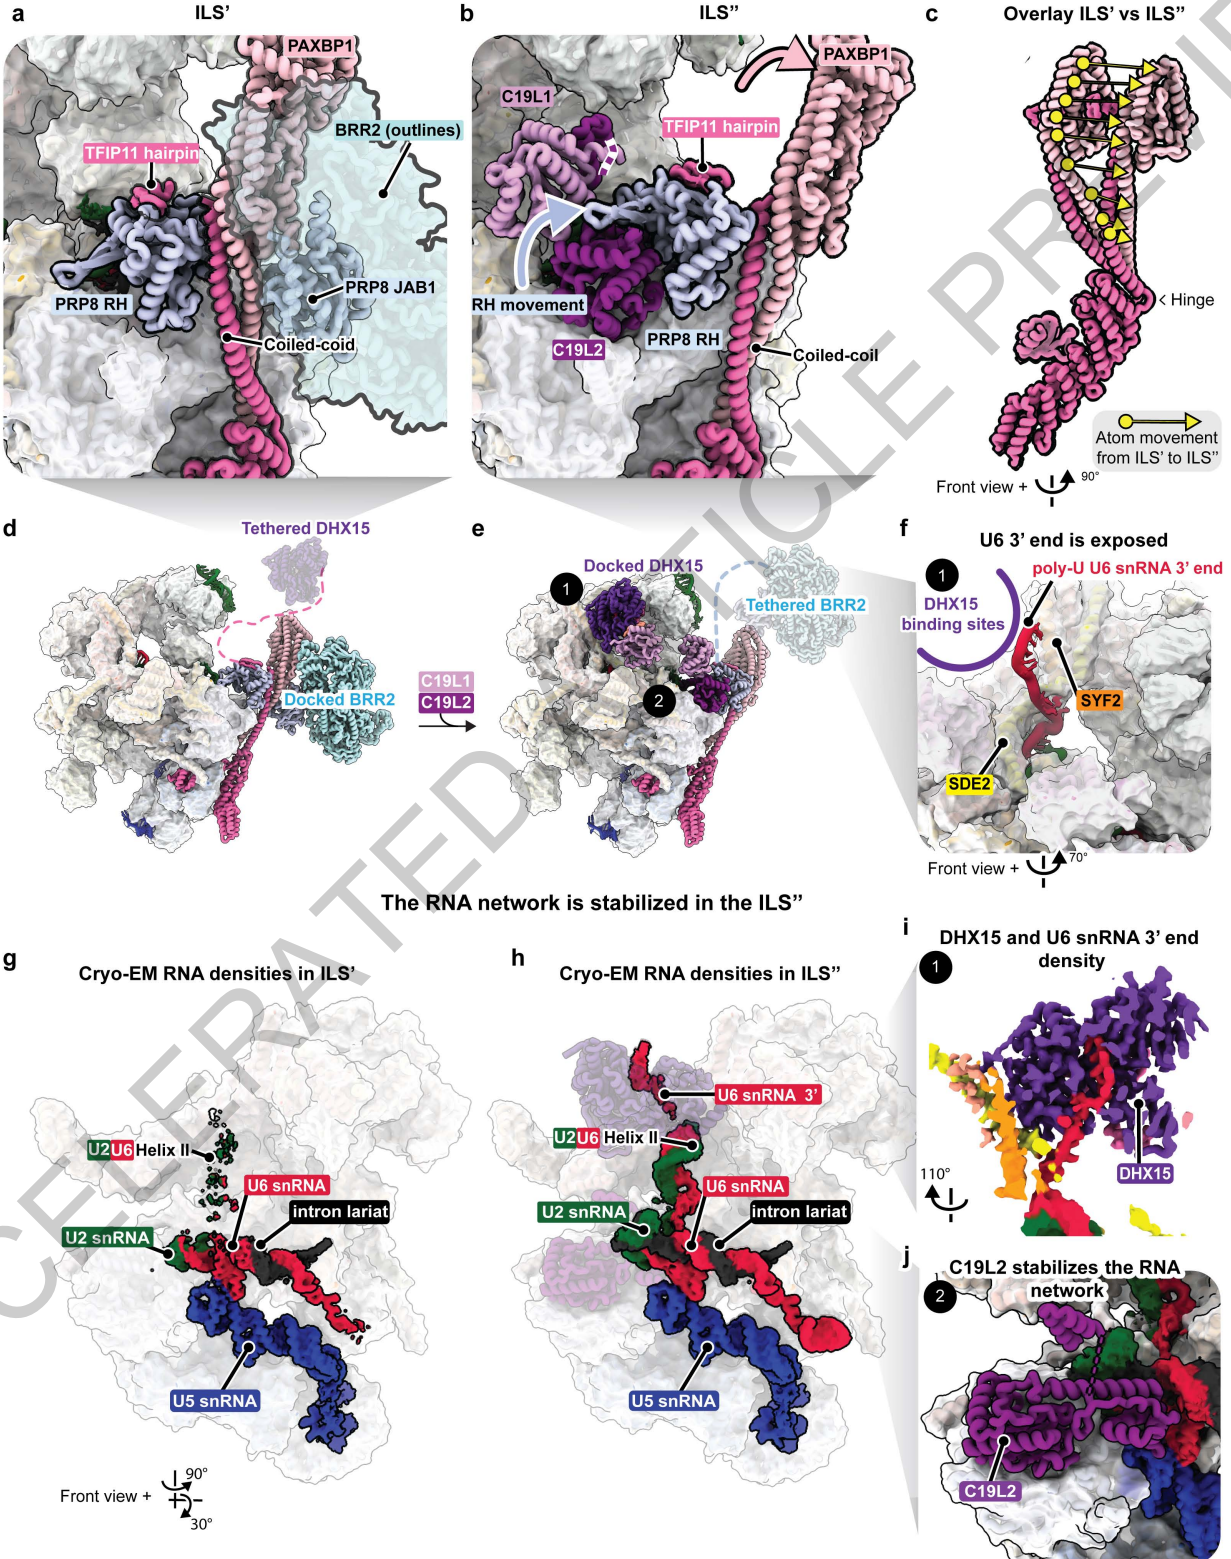 a
ILS’
PAXBP1
BRR2 (outlines)
TFIP11 hairpin
PRP8 RH
PRP8 JAB1
Coiled-coid
b
ILS’’
PAXBP1
C19L1
TFIP11 hairpin
RH movement
C19L2
PRP8 RH
Coiled-coil
c
Overlay ILS’ vs ILS’’
< Hinge
Atom movement
from ILS’ to ILS’’
Front view +
90°
d
Tethered DHX15
Docked BRR2
C19L1
C19L2
e
Docked DHX15
1
Tethered BRR2
2
f
U6 3’ end is exposed
1
poly-U U6 snRNA 3’ end
DHX15
binding sites
SYF2
SDE2
Front view +
70°
The RNA network is stabilized in the ILS’’
g
Cryo-EM RNA densities in ILS’
U2U6 Helix II
U6 snRNA
intron lariat
U2 snRNA
U5 snRNA
Front view +
90°
30°
h
Cryo-EM RNA densities in ILS’’
U6 snRNA 3’
U2U6 Helix II
U6 snRNA
U2 snRNA
intron lariat
U5 snRNA
i
DHX15 and U6 snRNA 3’ end
density
1
DHX15
110°
j
C19L2 stabilizes the RNA
network
2
C19L2
CELERATED ARTICLE PREVIE